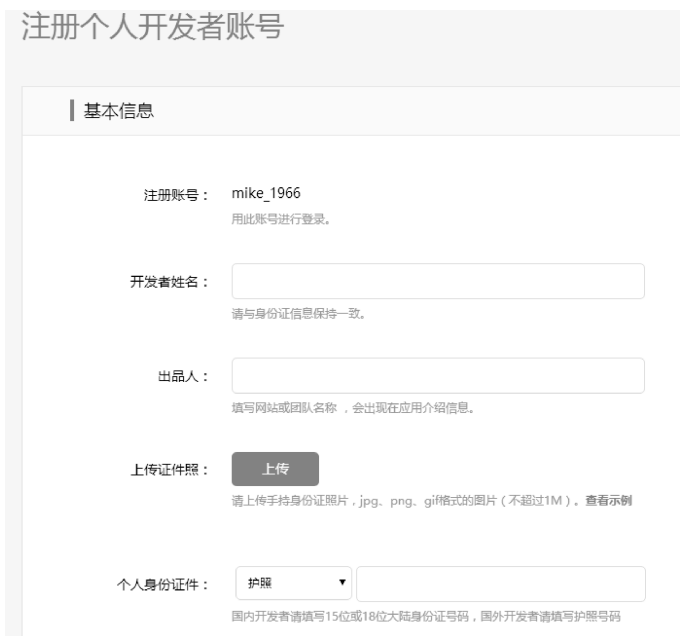 注册个人开发者账号
基本信息
注册账号： mike_1966
用此账号进行登录。
开发者姓名：
请与身份证信息保持一致。
出品人：
填写网站或团队名称 ，会出现在应用介绍信息。
上传证件照： 上传
请上传手持身份证照片，jpg、png、gif格式的图片（不超过1M）。查看示例
个人身份证件： 护照
国内开发者请填写15位或18位大陆身份证号码，国外开发者请填写护照号码